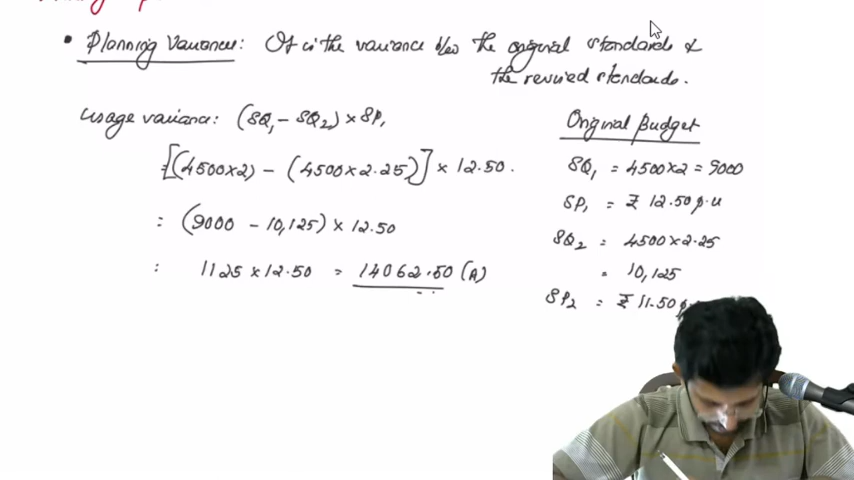 • Planning Variances: It is the variance b/w the original standards &
the revised standards.
Usage variance: (SQ₁ - SQ₂) × SP₁
= [(4500×2) - (4500×2.25)] × 12.50.
= (9000 - 10,125) × 12.50
= 1125 × 12.50 = 14062.50 (A)
Original Budget
SQ₁ = 4500×2 = 9000
SP₁ = ₹ 12.50 p.u
SQ₂ = 4500×2.25
= 10,125
SP₂ = ₹ 11.50